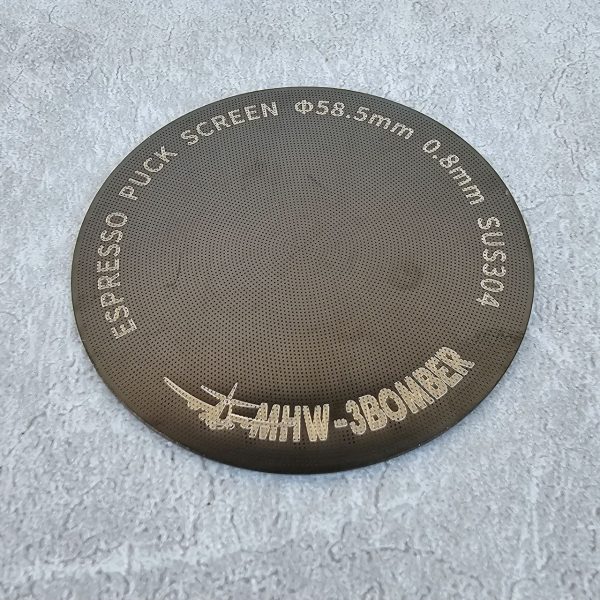 ESPRESSO PUCK SCREEN Φ58.5mm 0.8mm SUS304
MHW-3BOMBER